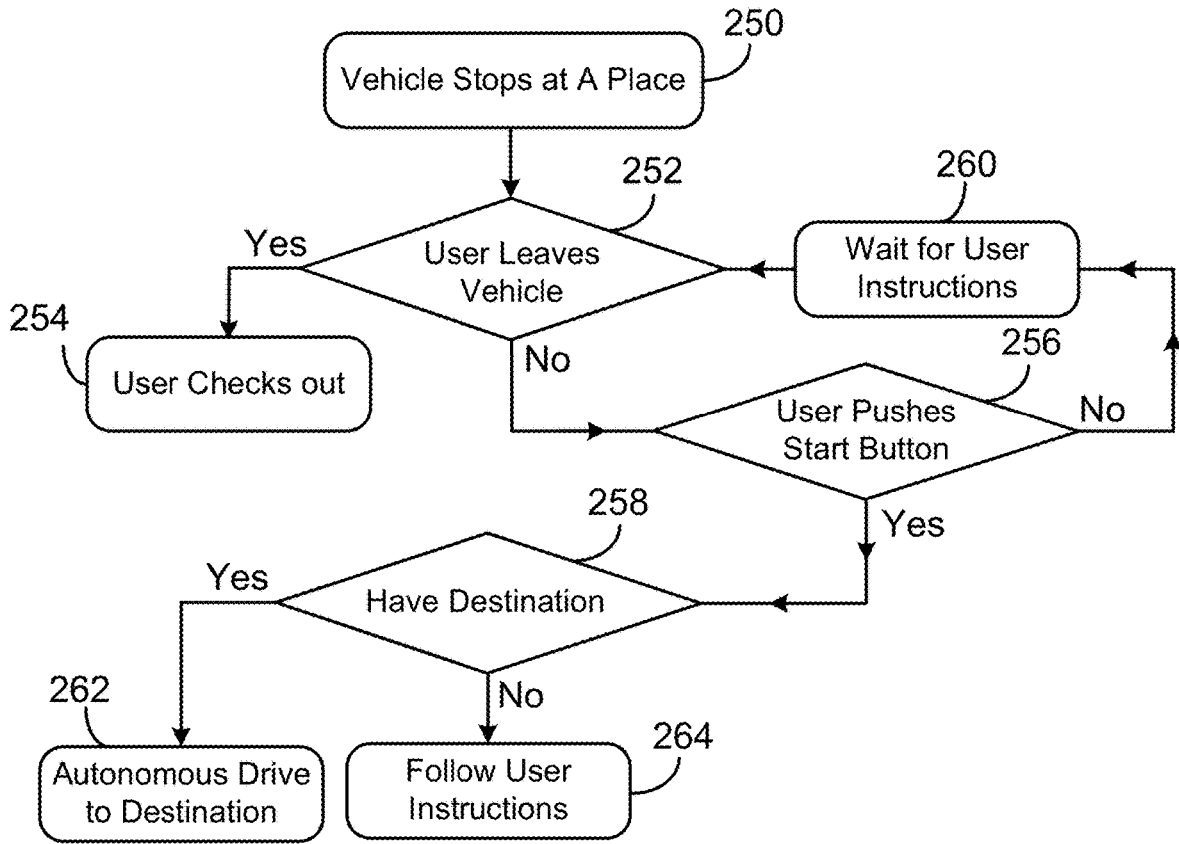 250
Vehicle Stops at A Place
252
260
Yes
User Leaves
Vehicle
Wait for User
Instructions
254
User Checks out
No
256
User Pushes
Start Button
No
258
Yes
Yes
Have Destination
262
No
264
Autonomous Drive
to Destination
Follow User
Instructions